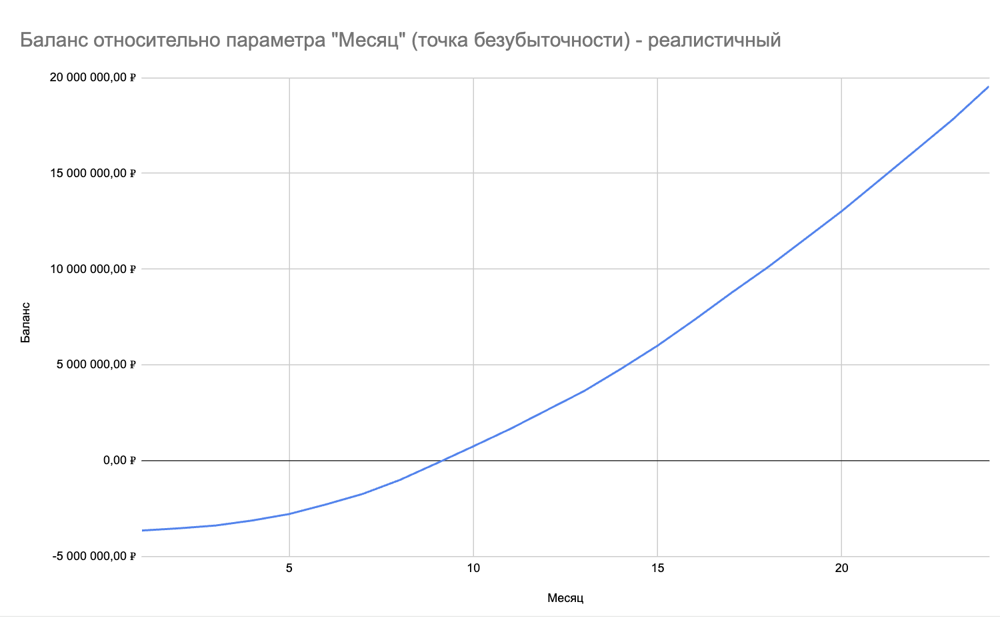 Баланс относительно параметра "Месяц" (точка безубыточности) - реалистичный
20 000 000,00 ₽
15 000 000,00 ₽
10 000 000,00 ₽
5 000 000,00 ₽
0,00 ₽
-5 000 000,00 ₽
Баланс
5
10
15
20
Месяц